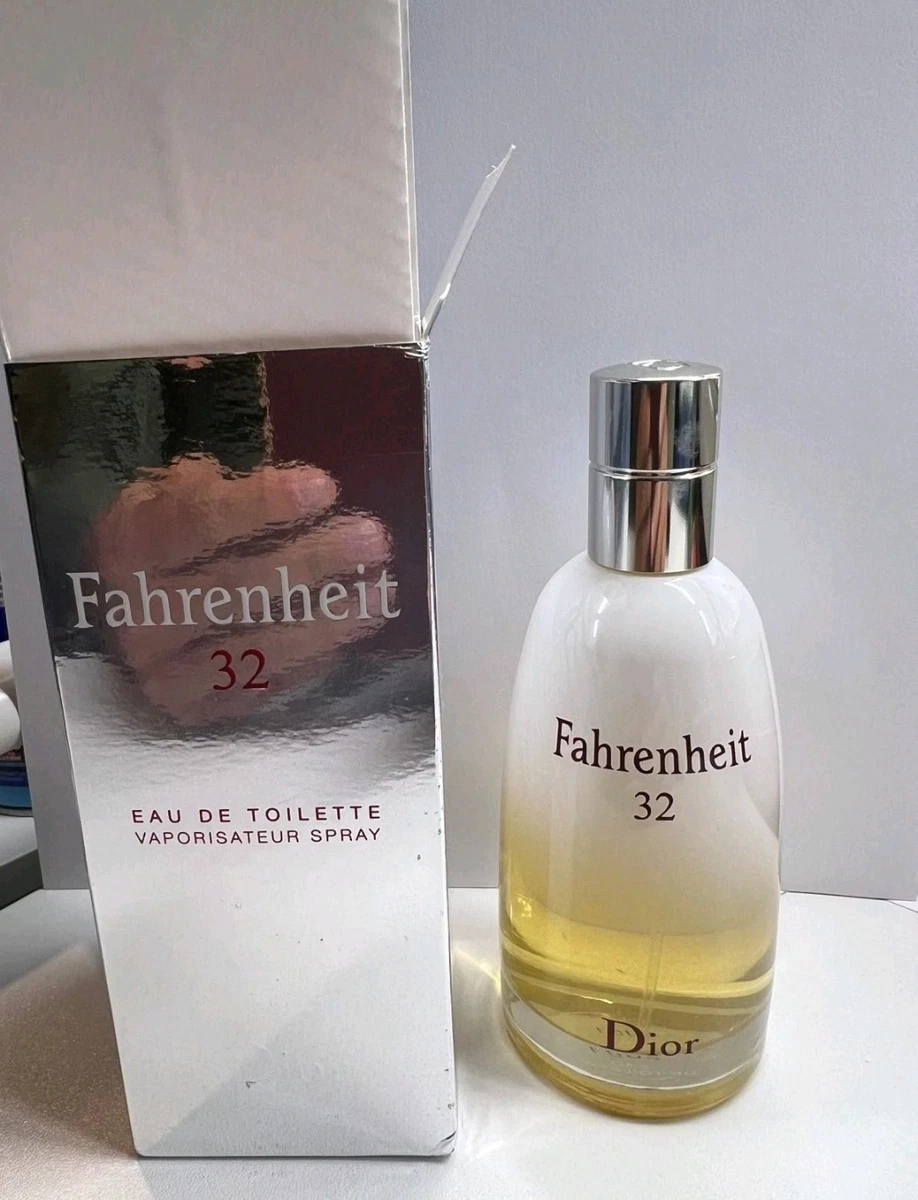 Fahrenheit
32
EAU DE TOILETTE
VAPORISATEUR SPRAY
Fahrenheit
32
Dior